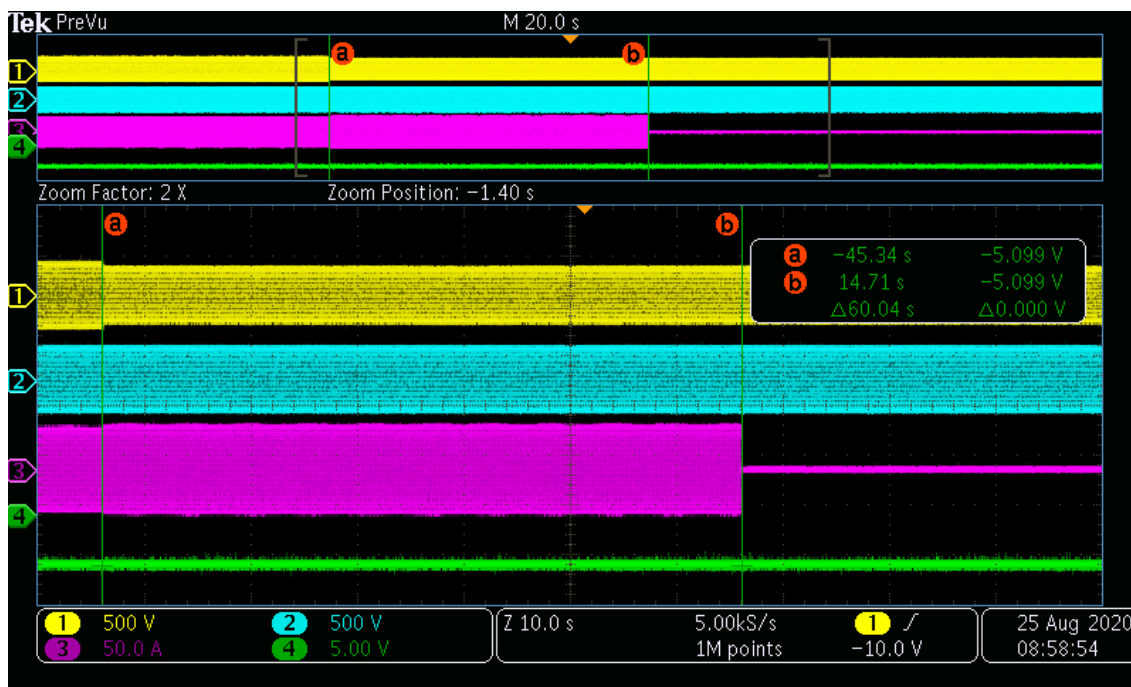 Tek PreVu M 20.0 s
a b
1
2
3
4
Zoom Factor: 2 X Zoom Position: −1.40 s
a b
a −45.34 s −5.099 V
b 14.71 s −5.099 V
△60.04 s △0.000 V
1
2
3
4
1 500 V 2 500 V Z 10.0 s 5.00kS/s 1 25 Aug 2020
3 50.0 A 4 5.00 V 1M points −10.0 V 08:58:54